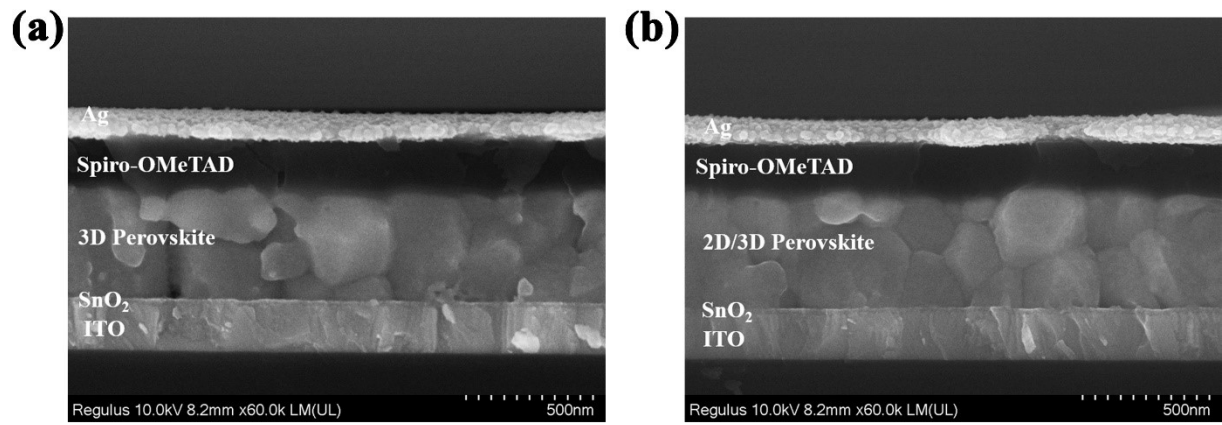 (a)
Ag
Spiro-OMeTAD
3D Perovskite
SnO₂
ITO
Regulus 10.0kV 8.2mm x60.0k LM(UL) 500nm
(b)
Ag
Spiro-OMeTAD
2D/3D Perovskite
SnO₂
ITO
Regulus 10.0kV 8.2mm x60.0k LM(UL) 500nm